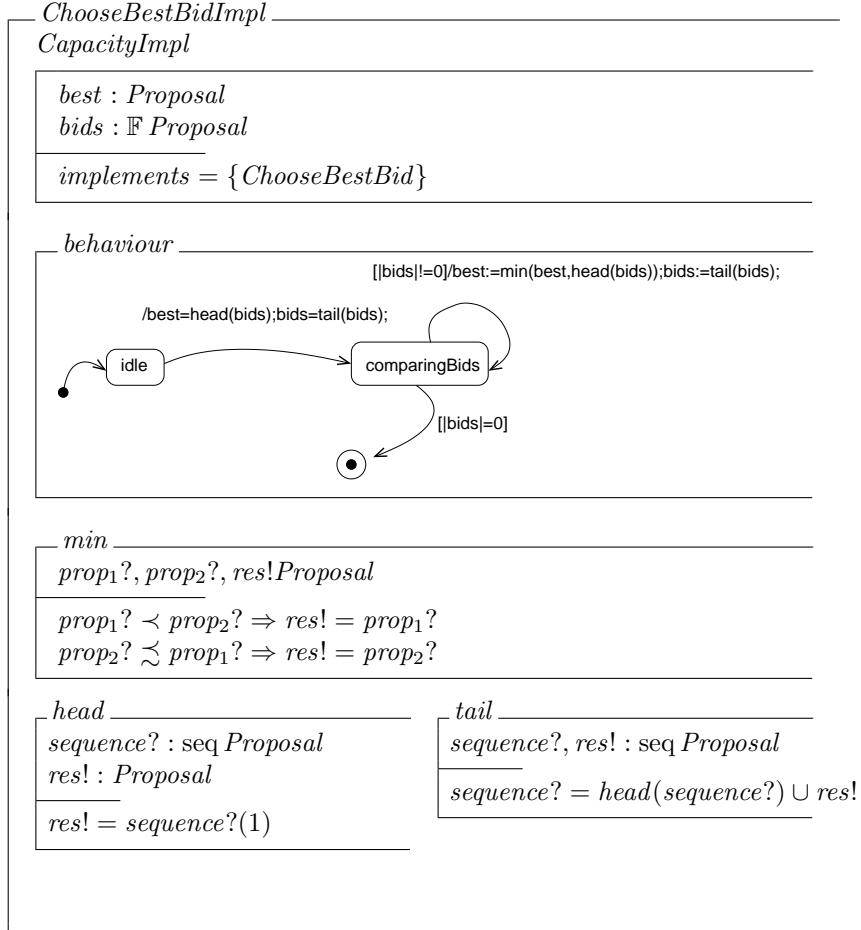 ChooseBestBidImpl
CapacityImpl
best : Proposal
bids : 𝔽 Proposal
implements = {ChooseBestBid}
behaviour
[|bids|!=0]/best:=min(best,head(bids));bids:=tail(bids);
/best=head(bids);bids=tail(bids);
idle
comparingBids
[|bids|=0]
min
prop₁?, prop₂?, res!Proposal
prop₁? ≺ prop₂? ⇒ res! = prop₁?
prop₂? ≾ prop₁? ⇒ res! = prop₂?
head
sequence? : seq Proposal
res! : Proposal
res! = sequence?(1)
tail
sequence?, res! : seq Proposal
sequence? = head(sequence?) ∪ res!